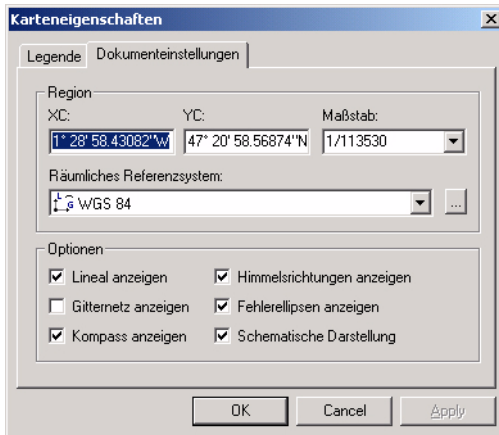 Karteneigenschaften
Legende
Dokumenteinstellungen
Region
XC:
YC:
Maßstab:
1° 28' 58.43082"W
47° 20' 58.56874"N
1/113530
Räumliches Referenzsystem:
WGS 84
...
Optionen
Lineal anzeigen
Himmelsrichtungen anzeigen
Gitternetz anzeigen
Fehlerellipsen anzeigen
Kompass anzeigen
Schematische Darstellung
OK
Cancel
Apply